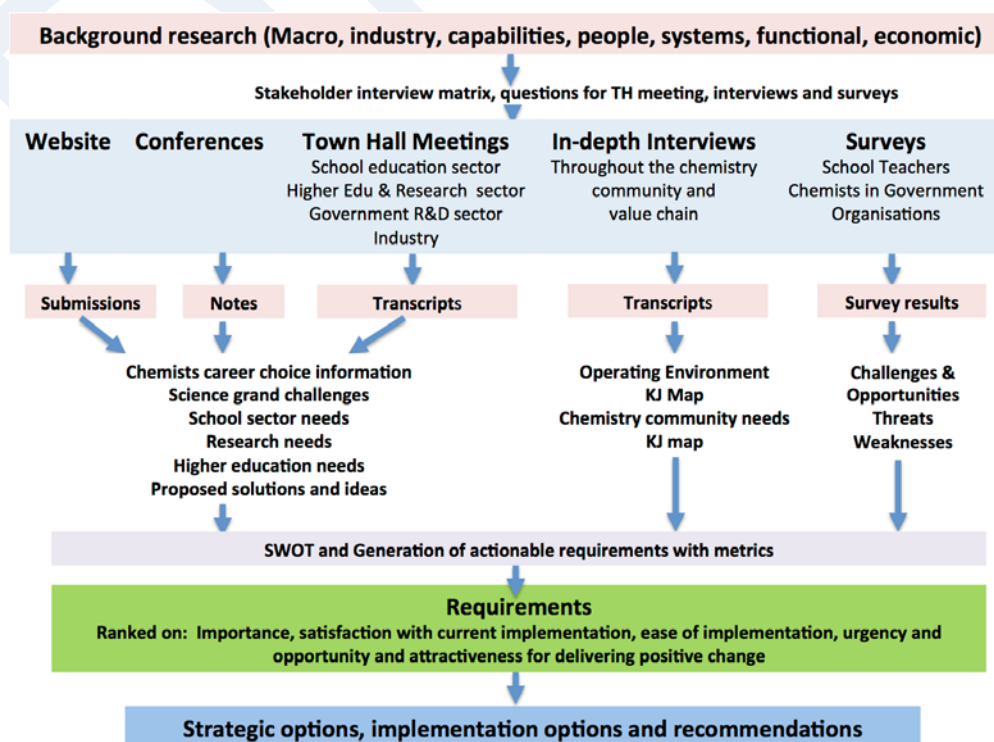 Background research (Macro, industry, capabilities, people, systems, functional, economic)
Stakeholder interview matrix, questions for TH meeting, interviews and surveys
Website
Conferences
Town Hall Meetings
School education sector
Higher Edu & Research sector
Government R&D sector
Industry
In-depth Interviews
Throughout the chemistry
community and
value chain
Surveys
School Teachers
Chemists in Government
Organisations
Submissions
Notes
Transcripts
Transcripts
Survey results
Chemists career choice information
Science grand challenges
School sector needs
Research needs
Higher education needs
Proposed solutions and ideas
Operating Environment
KJ Map
Chemistry community needs
KJ map
Challenges &
Opportunities
Threats
Weaknesses
SWOT and Generation of actionable requirements with metrics
Requirements
Ranked on: Importance, satisfaction with current implementation, ease of implementation, urgency and
opportunity and attractiveness for delivering positive change
Strategic options, implementation options and recommendations